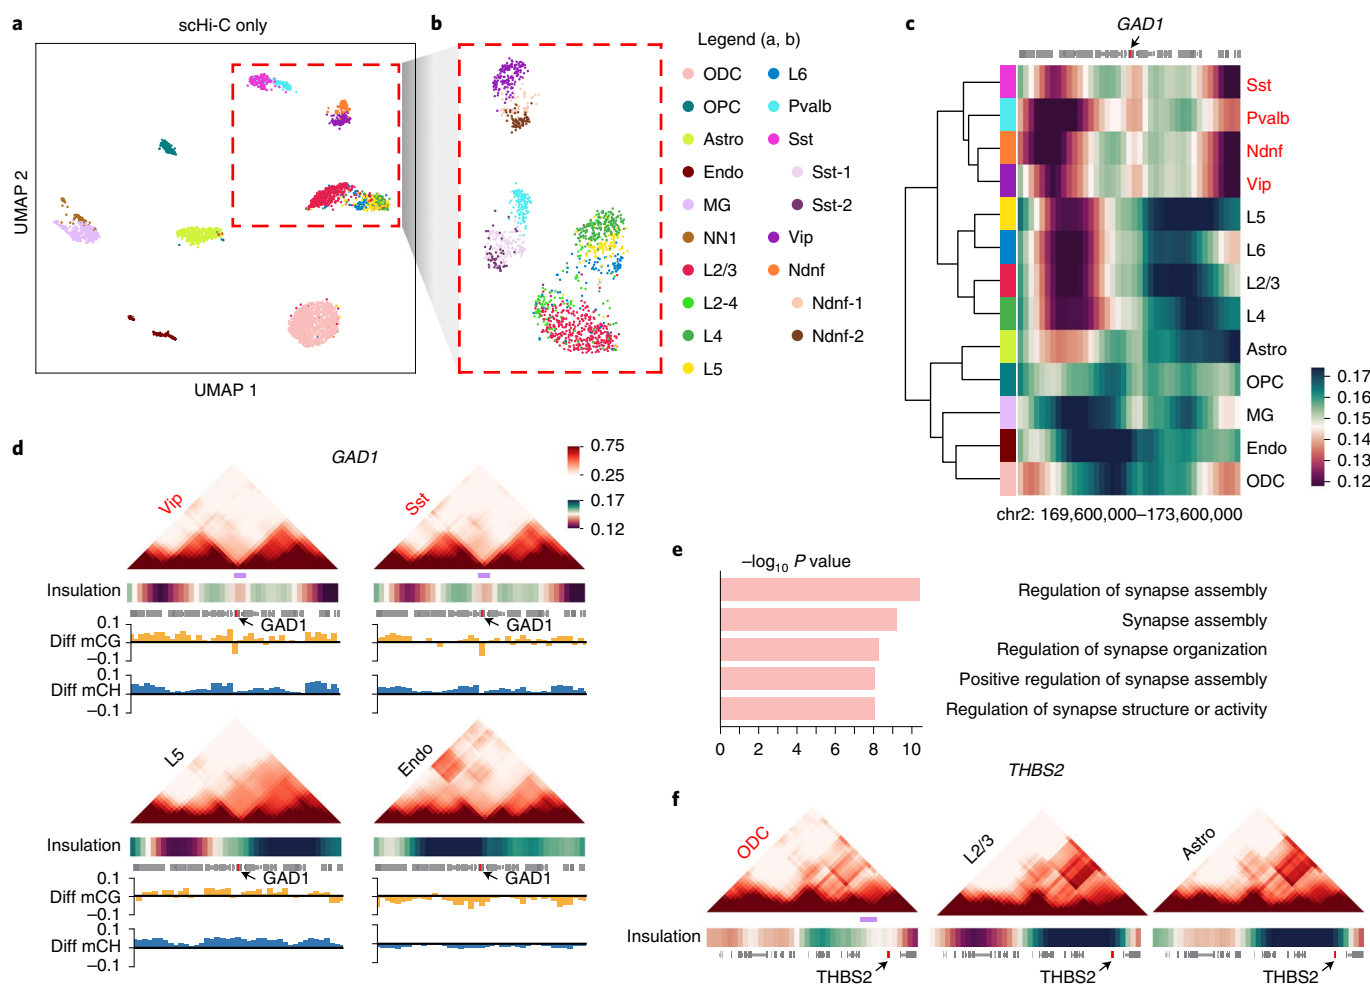 a
scHi-C only
UMAP 2
UMAP 1
b
Legend (a, b)
ODC
OPC
Astro
Endo
MG
NN1
L2/3
L2-4
L4
L5
L6
Pvalb
Sst
Sst-1
Sst-2
Vip
Ndnf
Ndnf-1
Ndnf-2
c
GAD1
Sst
Pvalb
Ndnf
Vip
L5
L6
L2/3
L4
Astro
OPC
MG
Endo
ODC
0.17
0.16
0.15
0.14
0.13
0.12
chr2: 169,600,000–173,600,000
d
GAD1
0.75
0.25
0.17
0.12
Vip
Sst
Insulation
GAD1
GAD1
0.1
Diff mCG
–0.1
0.1
Diff mCH
–0.1
L5
Endo
Insulation
GAD1
GAD1
0.1
Diff mCG
–0.1
0.1
Diff mCH
–0.1
e
–log10 P value
Regulation of synapse assembly
Synapse assembly
Regulation of synapse organization
Positive regulation of synapse assembly
Regulation of synapse structure or activity
0 2 4 6 8 10
f
THBS2
ODC
L2/3
Astro
Insulation
THBS2
THBS2
THBS2